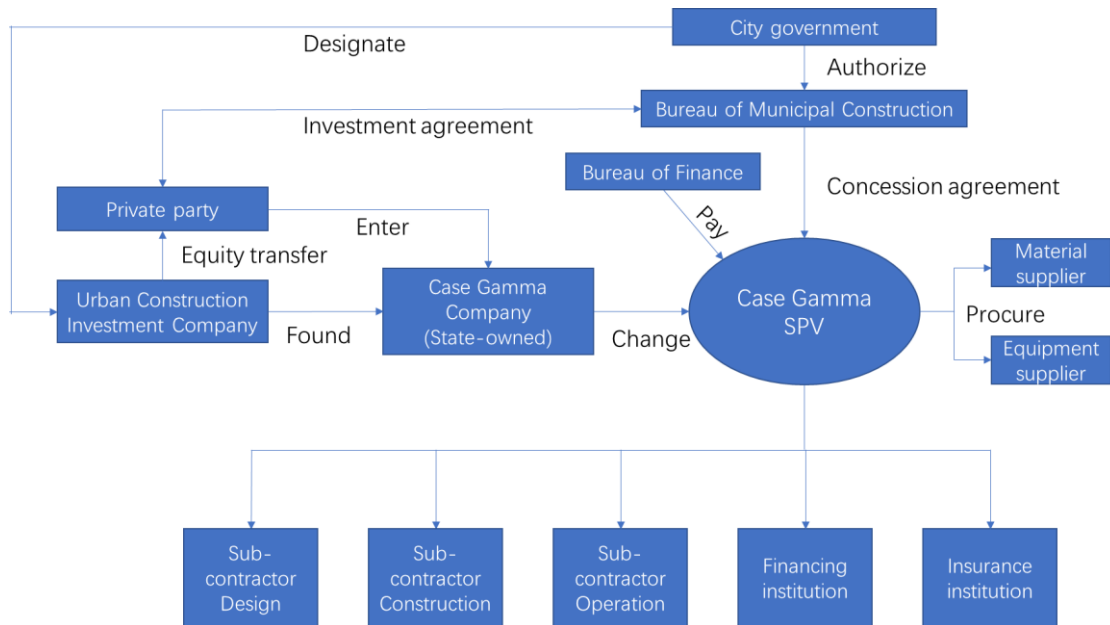 City government
Designate
Authorize
Bureau of Municipal Construction
Investment agreement
Bureau of Finance
Concession agreement
Private party
Pay
Enter
Equity transfer
Material
supplier
Urban Construction
Investment Company
Case Gamma
Company
(State-owned)
Case Gamma
SPV
Procure
Found
Change
Equipment
supplier
Sub-
contractor
Design
Sub-
contractor
Construction
Sub-
contractor
Operation
Financing
institution
Insurance
institution